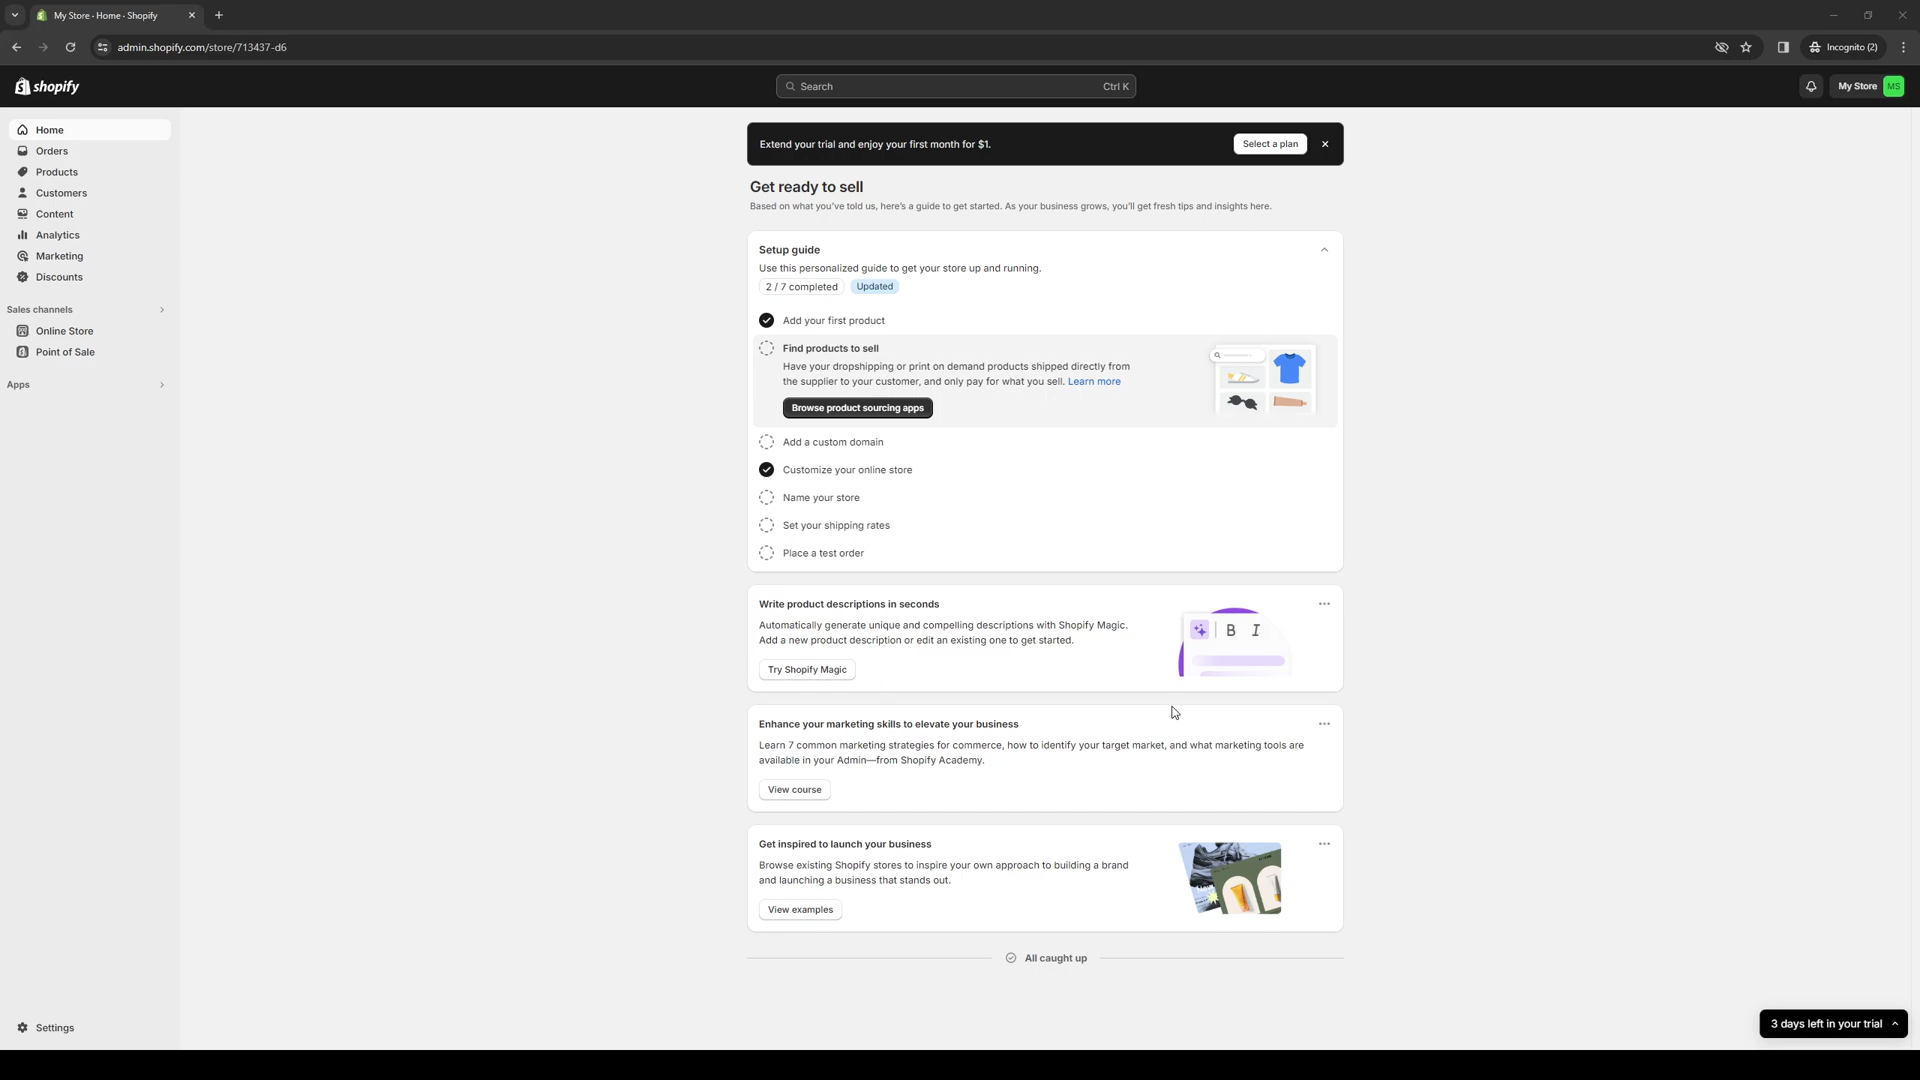 My Store · Home · Shopify
admin.shopify.com/store/713437-d6
Incognito (2)
shopify
Search
Ctrl K
My Store
MS
Home
Orders
Products
Customers
Content
Analytics
Marketing
Discounts
Sales channels
Online Store
Point of Sale
Apps
Settings
Extend your trial and enjoy your first month for $1.
Select a plan
Get ready to sell
Based on what you've told us, here's a guide to get started. As your business grows, you'll get fresh tips and insights here.
Setup guide
Use this personalized guide to get your store up and running.
2 / 7 completed
Updated
Add your first product
Find products to sell
Have your dropshipping or print on demand products shipped directly from
the supplier to your customer, and only pay for what you sell. Learn more
Browse product sourcing apps
Add a custom domain
Customize your online store
Name your store
Set your shipping rates
Place a test order
Write product descriptions in seconds
Automatically generate unique and compelling descriptions with Shopify Magic.
Add a new product description or edit an existing one to get started.
Try Shopify Magic
B I
Enhance your marketing skills to elevate your business
Learn 7 common marketing strategies for commerce, how to identify your target market, and what marketing tools are
available in your Admin—from Shopify Academy.
View course
Get inspired to launch your business
Browse existing Shopify stores to inspire your own approach to building a brand
and launching a business that stands out.
View examples
All caught up
3 days left in your trial